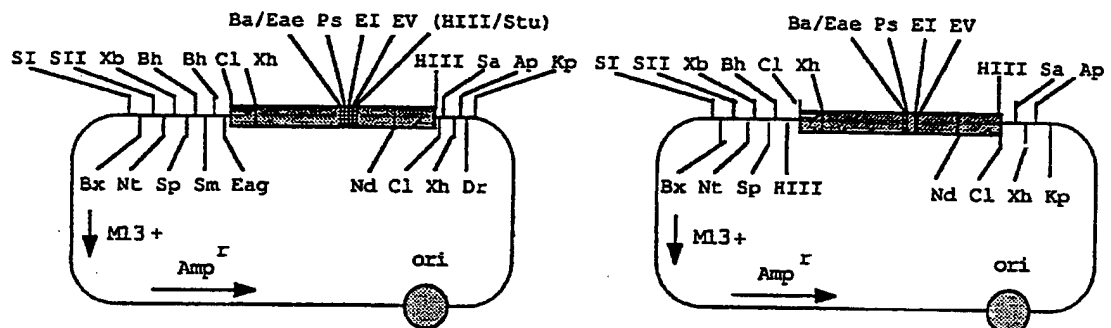 Ba/Eae Ps EI EV (HIII/Stu)
SI SII Xb Bh Bh Cl Xh
HIII Sa Ap Kp
Bx Nt Sp Sm Eag
Nd Cl Xh Dr
M13+
Amp r
ori
Ba/Eae Ps EI EV
SI SII Xb Bh Cl Xh
HIII Sa Ap
Bx Nt Sp HIII
Nd Cl Xh Kp
M13+
Amp r
ori